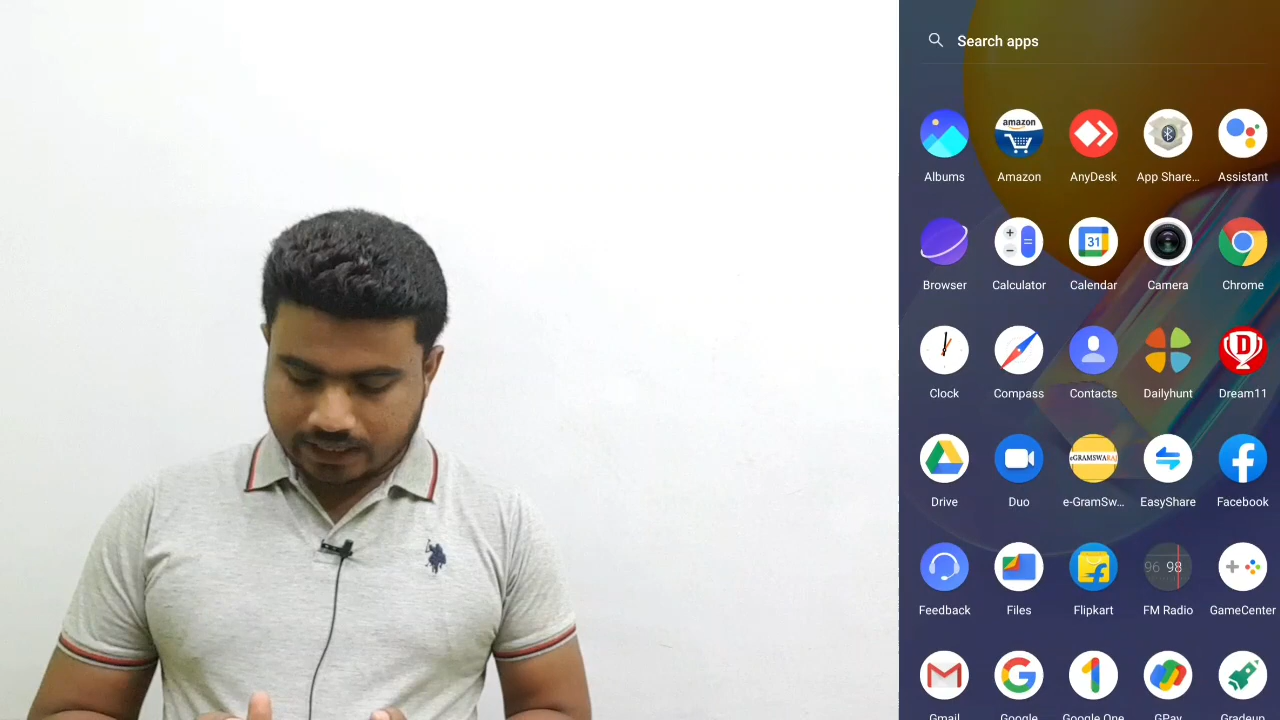 Search apps
amazon
Albums
Amazon
AnyDesk
App Share...
Assistant
31
Browser
Calculator
Calendar
Camera
Chrome
D
Clock
Compass
Contacts
Dailyhunt
Dream11
eGRAMSWARAJ
Drive
Duo
e-GramSw...
EasyShare
Facebook
96 98
Feedback
Files
Flipkart
FM Radio
GameCenter
Gmail
Google
Google One
GPay
Gradeup